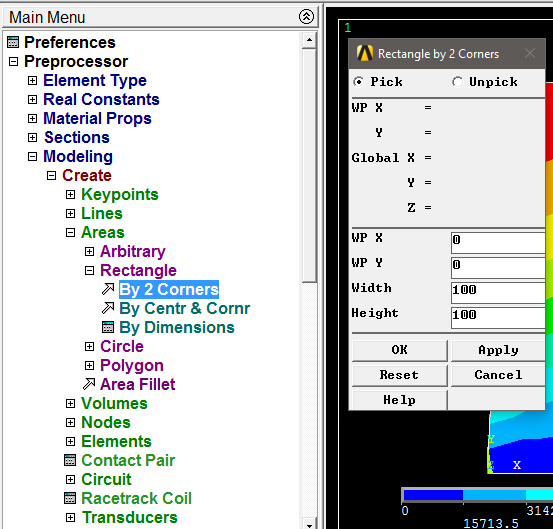 Main Menu
Preferences
Preprocessor
Element Type
Real Constants
Material Props
Sections
Modeling
Create
Keypoints
Lines
Areas
Arbitrary
Rectangle
By 2 Corners
By Centr & Cornr
By Dimensions
Circle
Polygon
Area Fillet
Volumes
Nodes
Elements
Contact Pair
Circuit
Racetrack Coil
Transducers
1
Rectangle by 2 Corners
Pick Unpick
WP X =
Y =
Global X =
Y =
Z =
WP X 0
WP Y 0
Width 100
Height 100
OK Apply
Reset Cancel
Help
Y
Z X
0 3142
15713.5